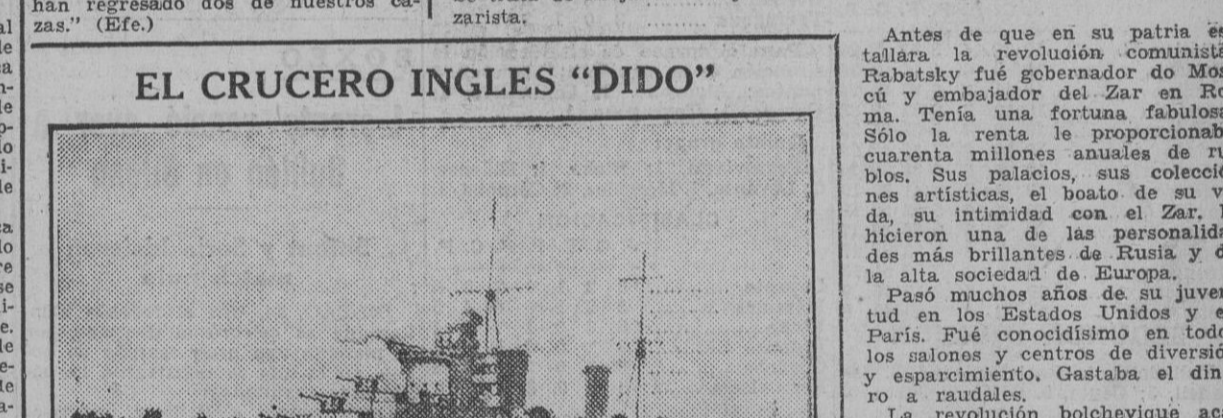 han regresado dos de nuestros ca-
zas." (Efe.)
zarista.
EL CRUCERO INGLES "DIDO"
Antes de que en su patria es
tallara la revolución comunista
Rabatsky fué gobernador do Mos
cú y embajador del Zar en Ro
ma. Tenía una fortuna fabulosa
Sólo la renta le proporcionab
cuarenta millones anuales de ru
blos. Sus palacios, sus coleccio
nes artísticas, el boato de su v
da, su intimidad con el Zar,
hicieron una de las personalida
des más brillantes de Rusia y d
la alta sociedad de Europa.
Pasó muchos años de su juven
tud en los Estados Unidos y e
París. Fué conocidísimo en todo
los salones y centros de diversió
y esparcimiento. Gastaba el din
ro a raudales.
La revolución bolchevique